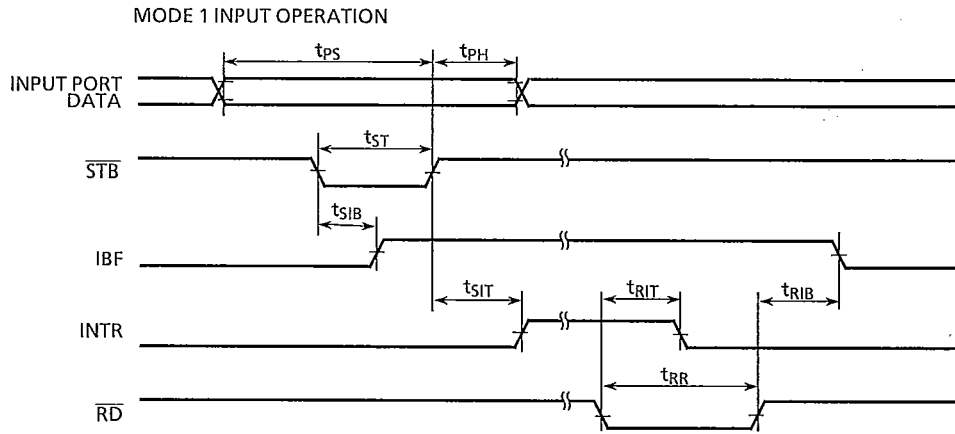 MODE 1 INPUT OPERATION
tPS
tPH
INPUT PORT
DATA
tST
STB
tSIB
IBF
tSIT
tRIT
tRIB
INTR
tRR
RD